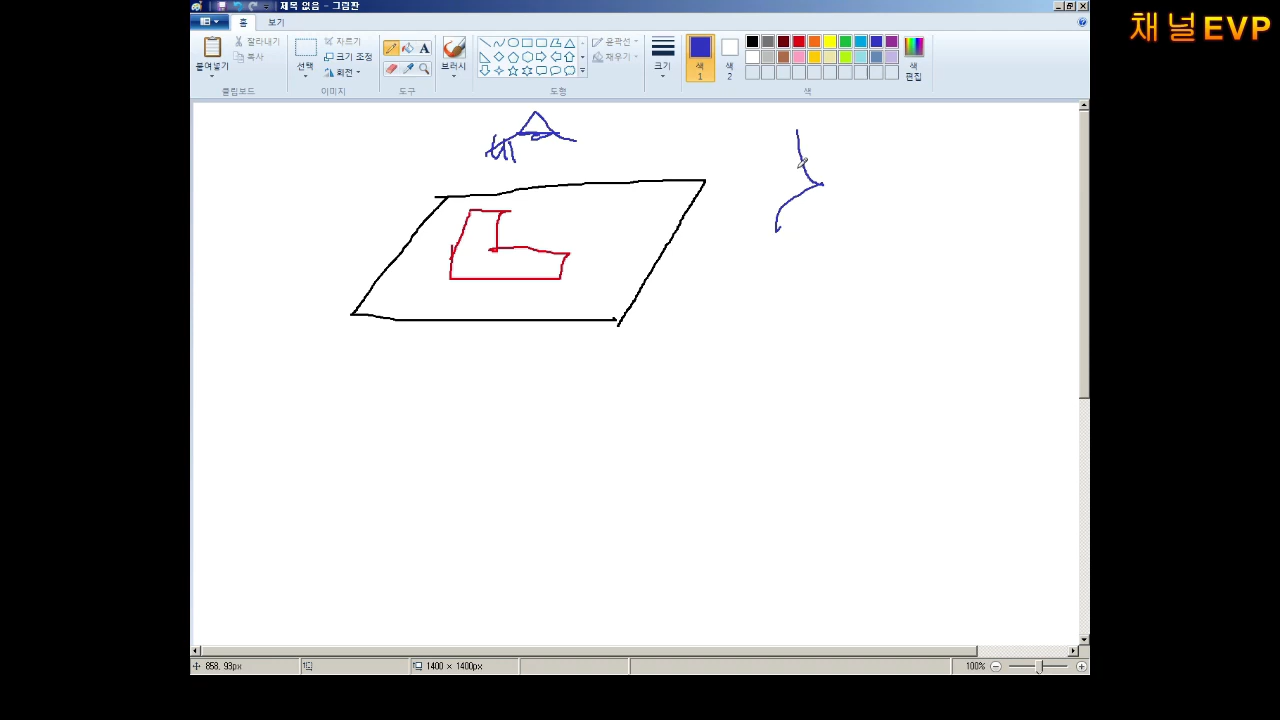 제목 없음 - 그림판
채널EVP
홈
보기
붙여넣기
잘라내기
복사
클립보드
선택
자르기
크기 조정
회전
이미지
A
도구
브러시
윤곽선
채우기
도형
크기
색
1
색
2
색
편집
색
858, 93px
1400 × 1400px
100%